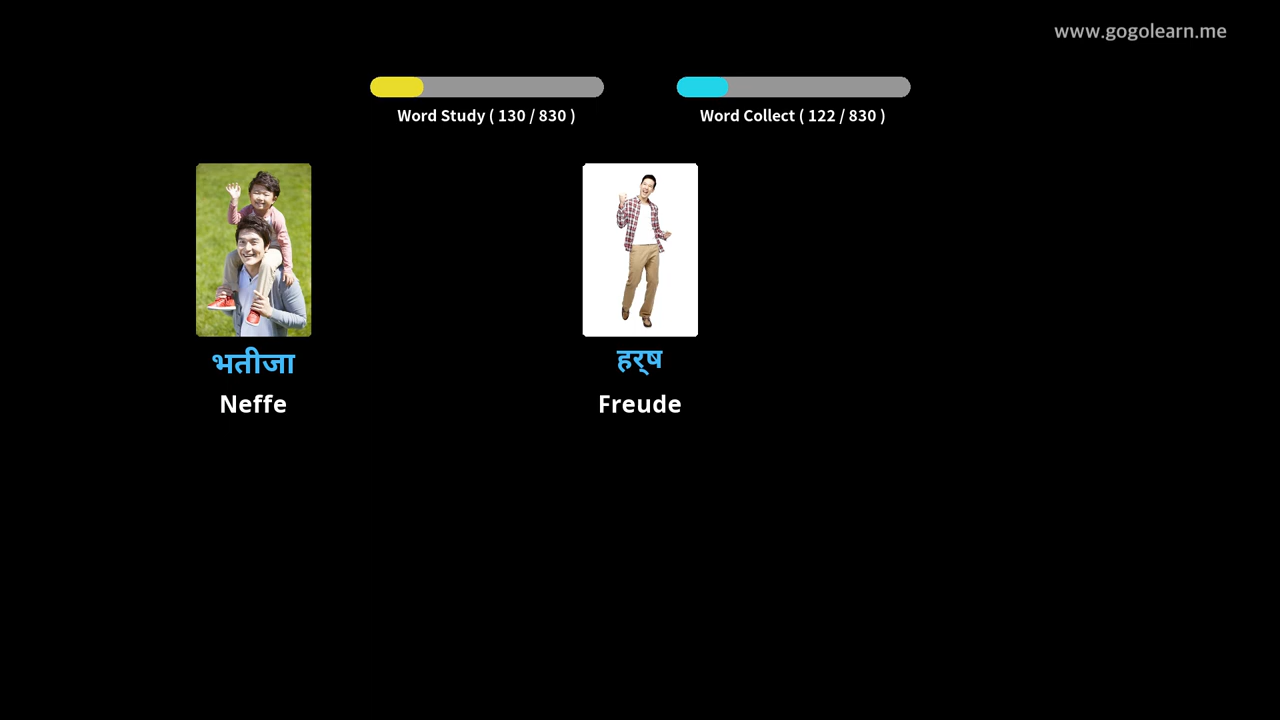 www.gogolearn.me
Word Study ( 130 / 830 )
Word Collect ( 122 / 830 )
भतीजा
हर्ष
Neffe
Freude